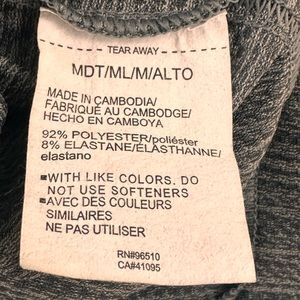 TEAR AWAY
MDT/ML/M/ALTO
MADE IN CAMBODIA/
FABRIQUÉ AU CAMBODGE/
HECHO EN CAMBOYA
92% POLYESTER/poliéster
8% ELASTANE/ÉLASTHANNE/
elastano
▪WITH LIKE COLORS. DO
NOT USE SOFTENERS
▪AVEC DES COULEURS
SIMILAIRES
NE PAS UTILISER
RN#96510
CA#41095